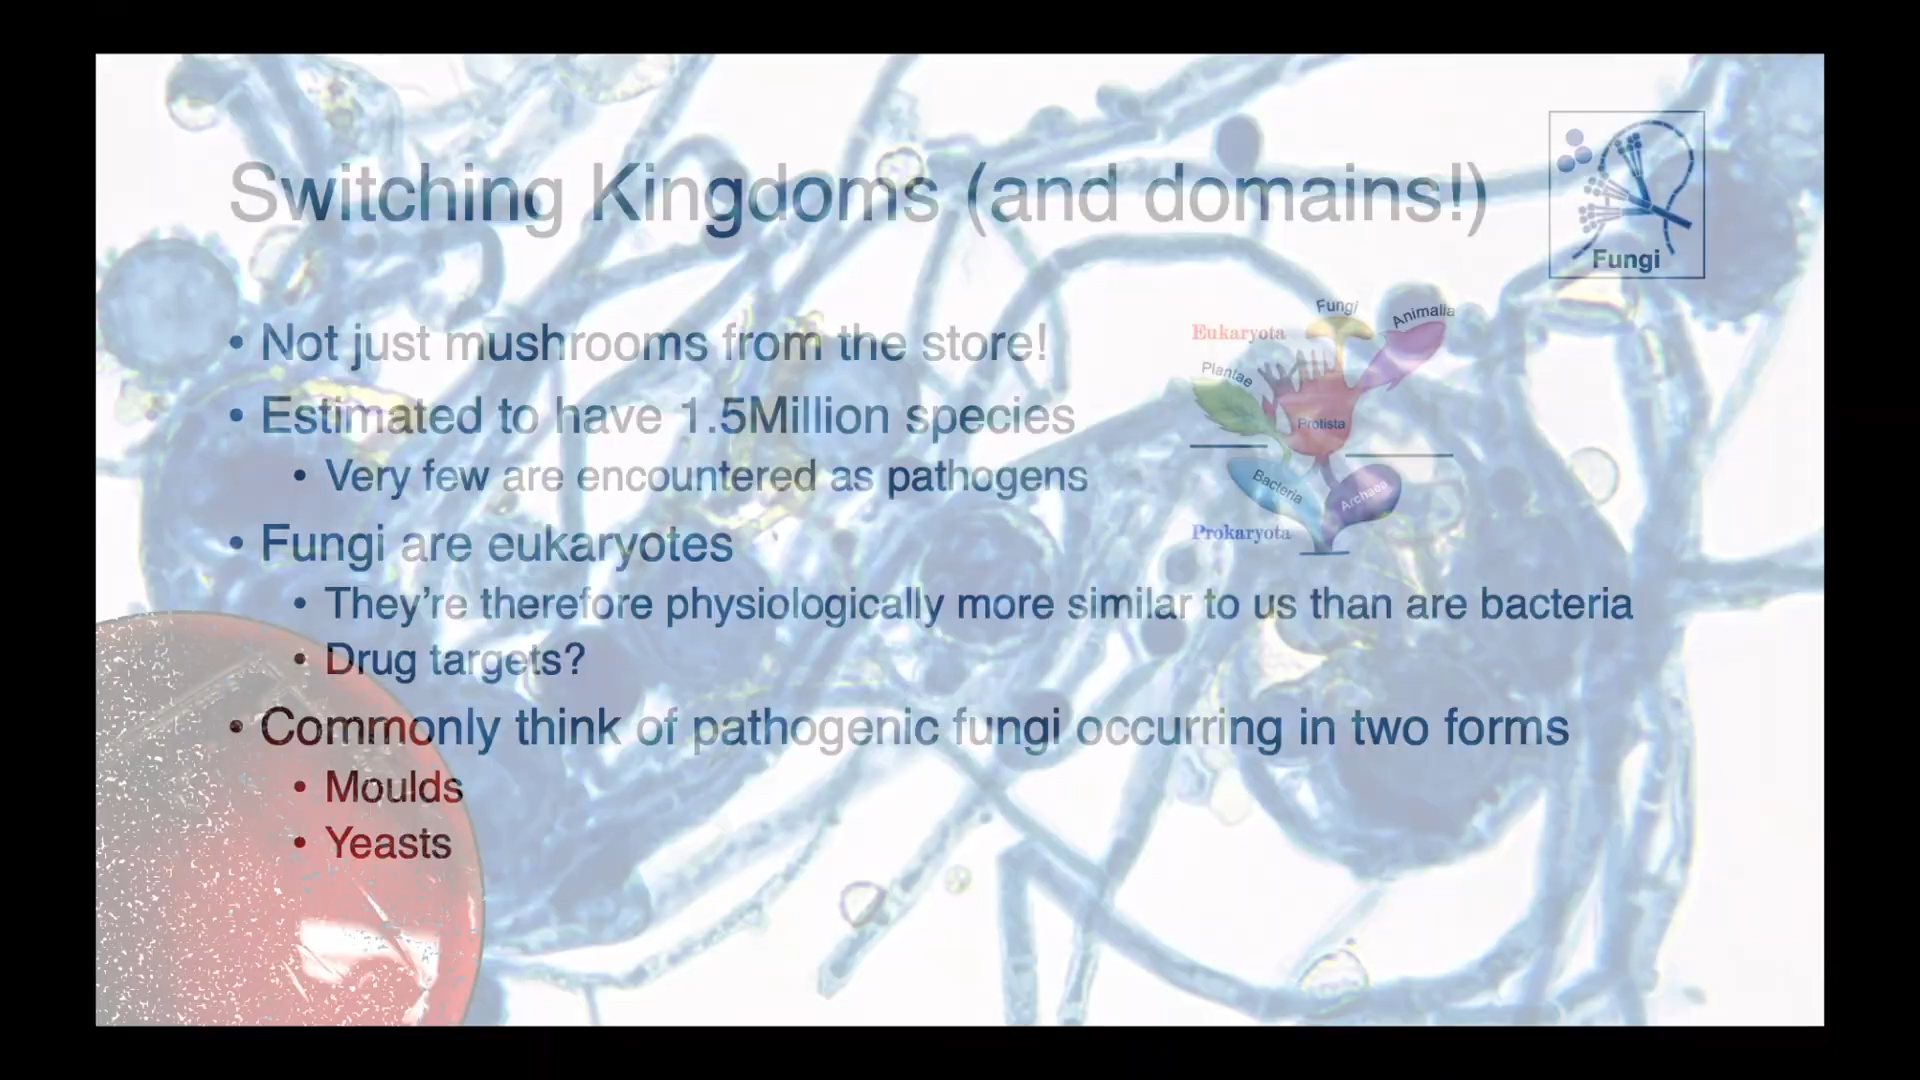 Switching Kingdoms (and domains!)
Fungi
• Not just mushrooms from the store!
• Estimated to have 1.5Million species
• Very few are encountered as pathogens
• Fungi are eukaryotes
• They’re therefore physiologically more similar to us than are bacteria
• Drug targets?
• Commonly think of pathogenic fungi occurring in two forms
• Moulds
• Yeasts
Fungi
Animalia
Eukaryota
Plantae
Protista
Bacteria
Archaea
Prokaryota